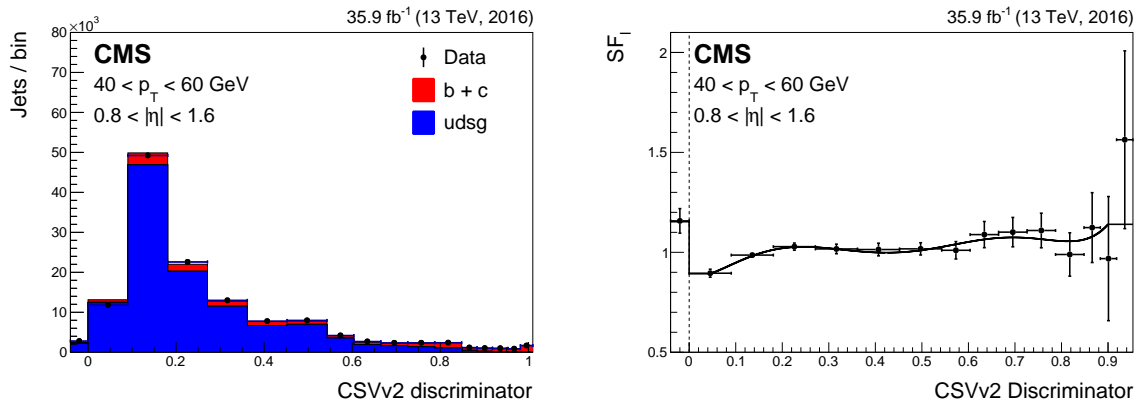 35.9 fb⁻¹ (13 TeV, 2016)
×10³
CMS
40 < p_T < 60 GeV
0.8 < |η| < 1.6
Data
b + c
udsg
Jets / bin
80
70
60
50
40
30
20
10
0
0 0.2 0.4 0.6 0.8 1
CSVv2 discriminator
35.9 fb⁻¹ (13 TeV, 2016)
CMS
40 < p_T < 60 GeV
0.8 < |η| < 1.6
SF_l
2
1.5
1.0
0.5
0 0.1 0.2 0.3 0.4 0.5 0.6 0.7 0.8 0.9
CSVv2 Discriminator